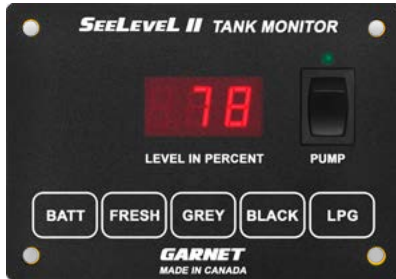 SEELEVEL II TANK MONITOR
78
LEVEL IN PERCENT PUMP
BATT FRESH GREY BLACK LPG
GARNET
MADE IN CANADA